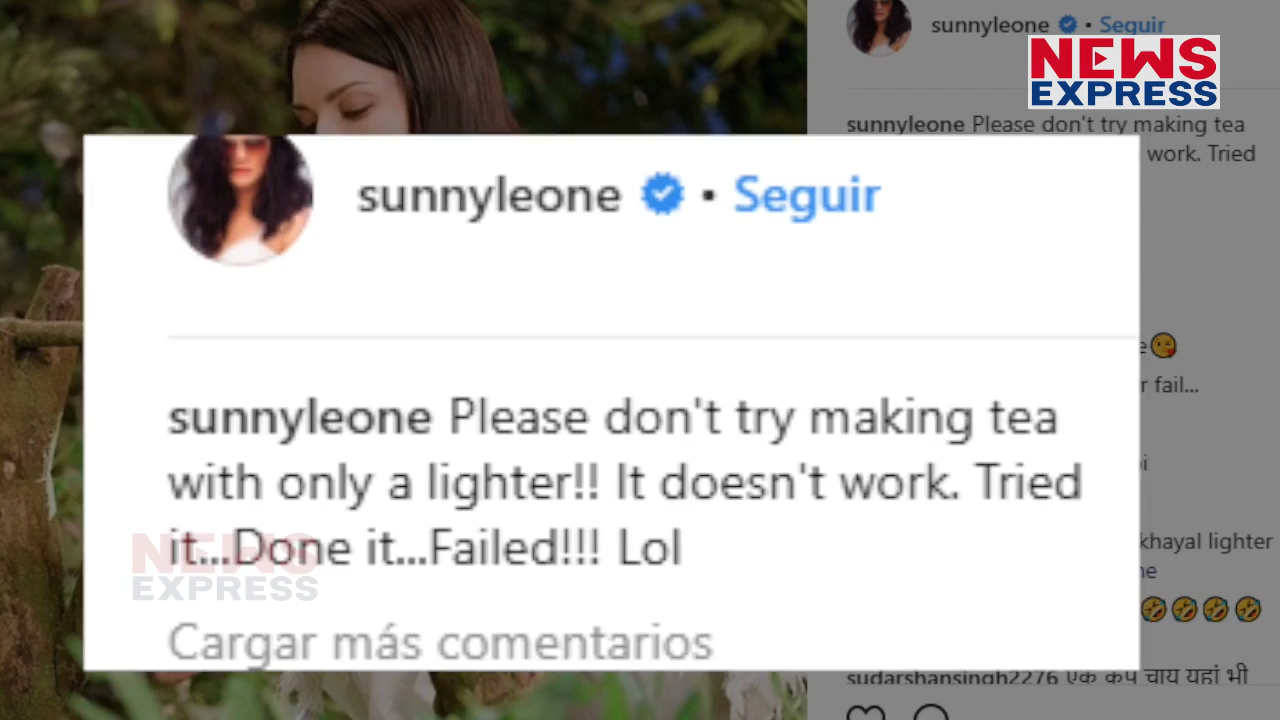 sunnyleone • Seguir
NEWS
EXPRESS
sunnyleone Please don't try making tea
work. Tried
sunnyleone • Seguir
sunnyleone Please don't try making tea
with only a lighter!! It doesn't work. Tried
it...Done it...Failed!!! Lol
Cargar más comentarios
NEWS
EXPRESS
fail...
khayal lighter
sudarshansingh2276 एक कप चाय यहां भी